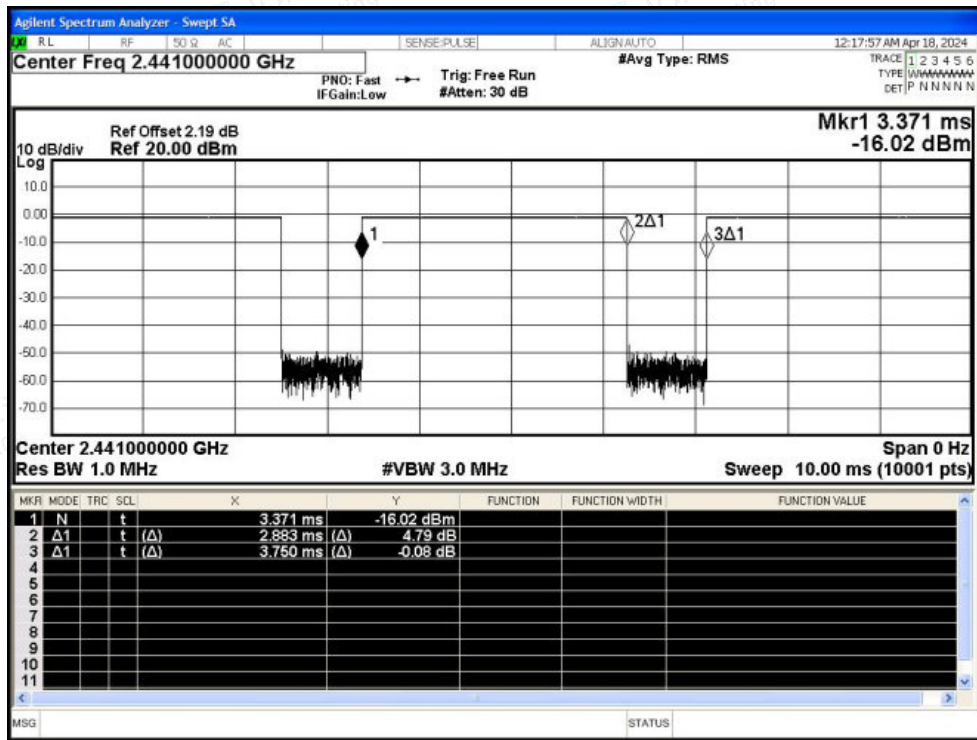 Agilent Spectrum Analyzer - Swept SA
LXI RL RF 50 Ω AC SENSE:PULSE ALIGNAUTO 12:17:57 AM Apr 18, 2024
Center Freq 2.441000000 GHz
PNO: Fast
IFGain:Low
Trig: Free Run
#Atten: 30 dB
#Avg Type: RMS
TRACE 1 2 3 4 5 6
TYPE
DET P N N N N N
Mkr1 3.371 ms
-16.02 dBm
Ref Offset 2.19 dB
10 dB/div Ref 20.00 dBm
Log
10.0
0.00
-10.0
-20.0
-30.0
-40.0
-50.0
-60.0
-70.0
1
2Δ1
3Δ1
Center 2.441000000 GHz Span 0 Hz
Res BW 1.0 MHz #VBW 3.0 MHz Sweep 10.00 ms (10001 pts)
MKR MODE TRC SCL X Y FUNCTION FUNCTION WIDTH FUNCTION VALUE
1 N t 3.371 ms -16.02 dBm
2 Δ1 t (Δ) 2.883 ms (Δ) 4.79 dB
3 Δ1 t (Δ) 3.750 ms (Δ) -0.08 dB
4
5
6
7
8
9
10
11
MSG STATUS